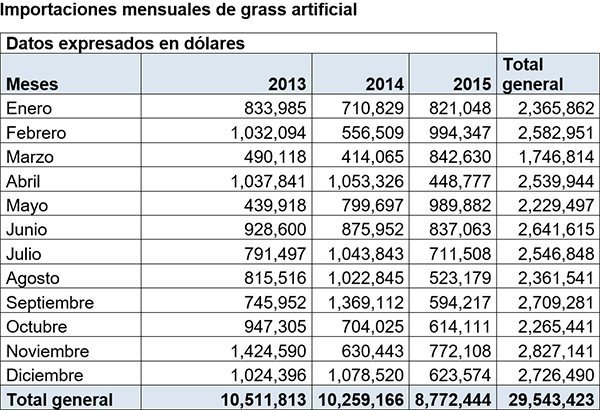 Importaciones mensuales de grass artificial
Datos expresados en dólares
Meses 2013 2014 2015 Total general
Enero 833,985 710,829 821,048 2,365,862
Febrero 1,032,094 556,509 994,347 2,582,951
Marzo 490,118 414,065 842,630 1,746,814
Abril 1,037,841 1,053,326 448,777 2,539,944
Mayo 439,918 799,697 989,882 2,229,497
Junio 928,600 875,952 837,063 2,641,615
Julio 791,497 1,043,843 711,508 2,546,848
Agosto 815,516 1,022,845 523,179 2,361,541
Septiembre 745,952 1,369,112 594,217 2,709,281
Octubre 947,305 704,025 614,111 2,265,441
Noviembre 1,424,590 630,443 772,108 2,827,141
Diciembre 1,024,396 1,078,520 623,574 2,726,490
Total general 10,511,813 10,259,166 8,772,444 29,543,423